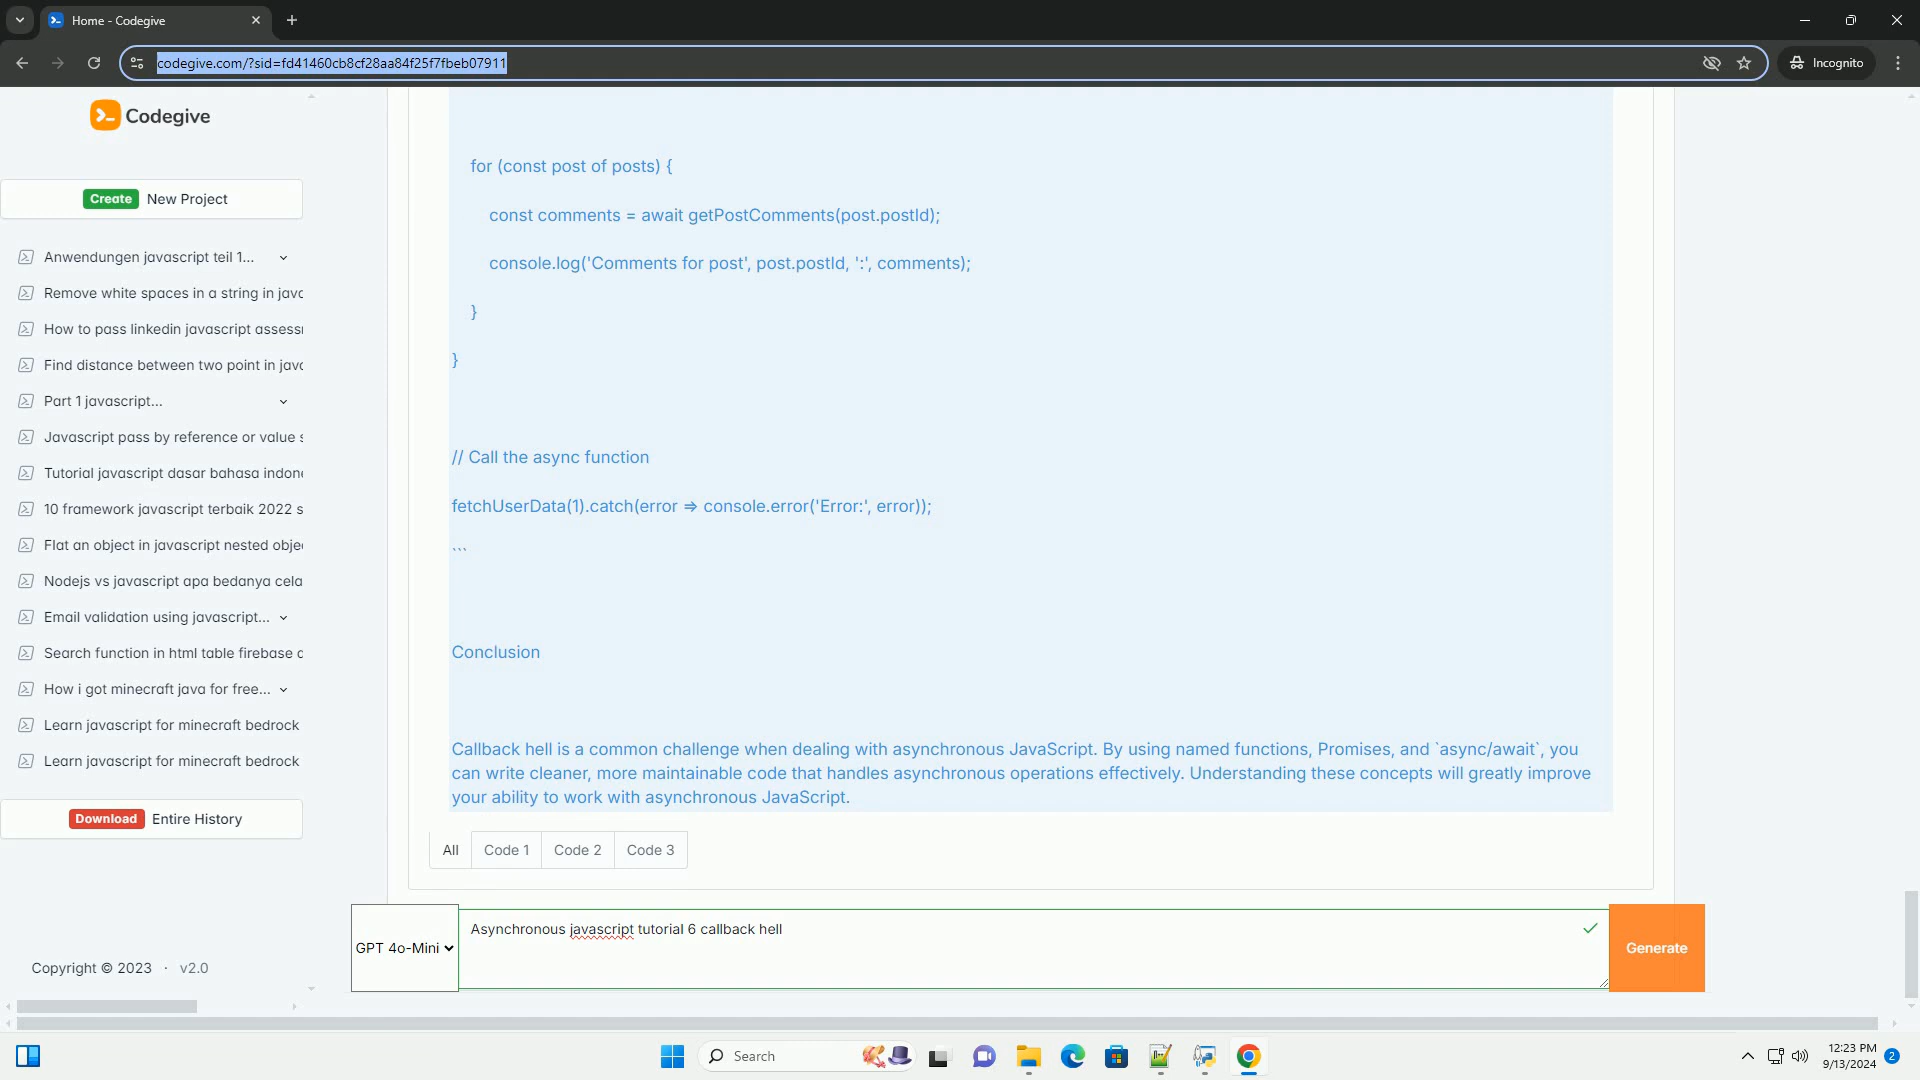 Home - Codegive
codegive.com/?sid=fd41460cb8cf28aa84f25f7fbeb07911
Incognito
Codegive
Create New Project
Anwendungen javascript teil 1...
Remove white spaces in a string in java
How to pass linkedin javascript assessm
Find distance between two point in java
Part 1 javascript...
Javascript pass by reference or value s
Tutorial javascript dasar bahasa indone
10 framework javascript terbaik 2022 s
Flat an object in javascript nested obje
Nodejs vs javascript apa bedanya cela
Email validation using javascript...
Search function in html table firebase d
How i got minecraft java for free...
Learn javascript for minecraft bedrock
Learn javascript for minecraft bedrock
Download Entire History
Copyright © 2023 · v2.0
for (const post of posts) {
const comments = await getPostComments(post.postId);
console.log('Comments for post', post.postId, ':', comments);
}
}
// Call the async function
fetchUserData(1).catch(error => console.error('Error:', error));
```
Conclusion
Callback hell is a common challenge when dealing with asynchronous JavaScript. By using named functions, Promises, and `async/await`, you
can write cleaner, more maintainable code that handles asynchronous operations effectively. Understanding these concepts will greatly improve
your ability to work with asynchronous JavaScript.
All Code 1 Code 2 Code 3
GPT 4o-Mini
Asynchronous javascript tutorial 6 callback hell
Generate
Search
12:23 PM
9/13/2024
2